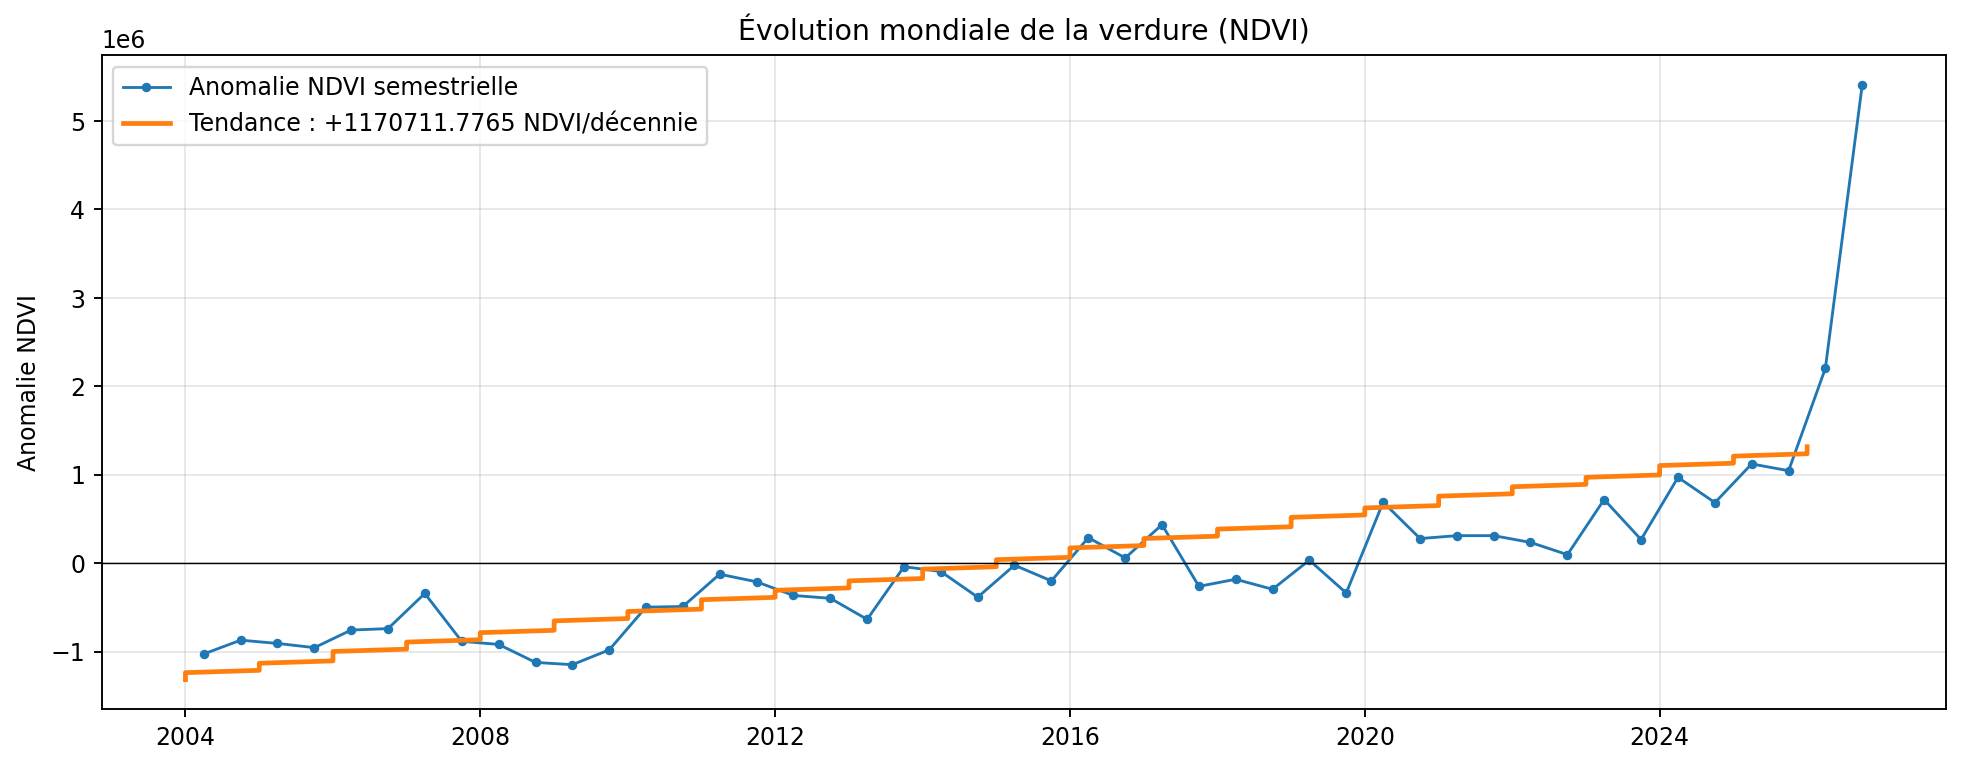 Évolution mondiale de la verdure (NDVI)
1e6
Anomalie NDVI semestrielle
Tendance : +1170711.7765 NDVI/décennie
Anomalie NDVI
5
4
3
2
1
0
−1
2004 2008 2012 2016 2020 2024